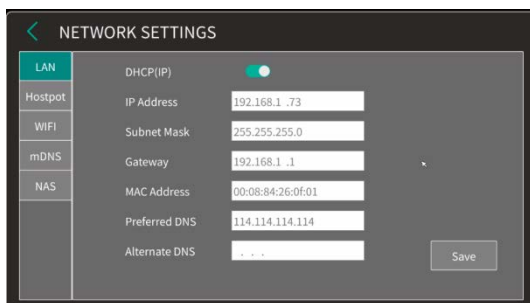 NETWORK SETTINGS
LAN
DHCP(IP)
Hostpot
IP Address
192.168.1 .73
WIFI
Subnet Mask
255.255.255.0
mDNS
Gateway
192.168.1 .1
NAS
MAC Address
00:08:84:26:0f:01
Preferred DNS
114.114.114.114
Alternate DNS
. . .
Save